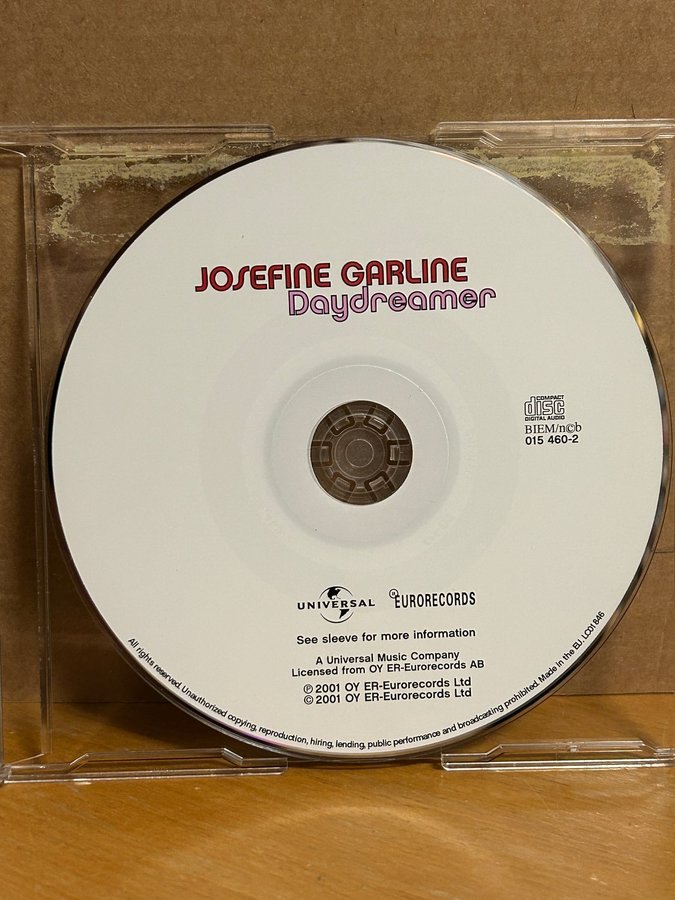 JOSEFINE GARLINE
Daydreamer
COMPACT
disc
DIGITAL AUDIO
BIEM/n©b
015 460-2
UNIVERSAL
EURORECORDS
See sleeve for more information
A Universal Music Company
Licensed from OY ER-Eurorecords AB
℗ 2001 OY ER-Eurorecords Ltd
© 2001 OY ER-Eurorecords Ltd
All rights reserved. Unauthorized copying, reproduction, hiring, lending, public performance and broadcasting prohibited. Made in the EU. LC01846